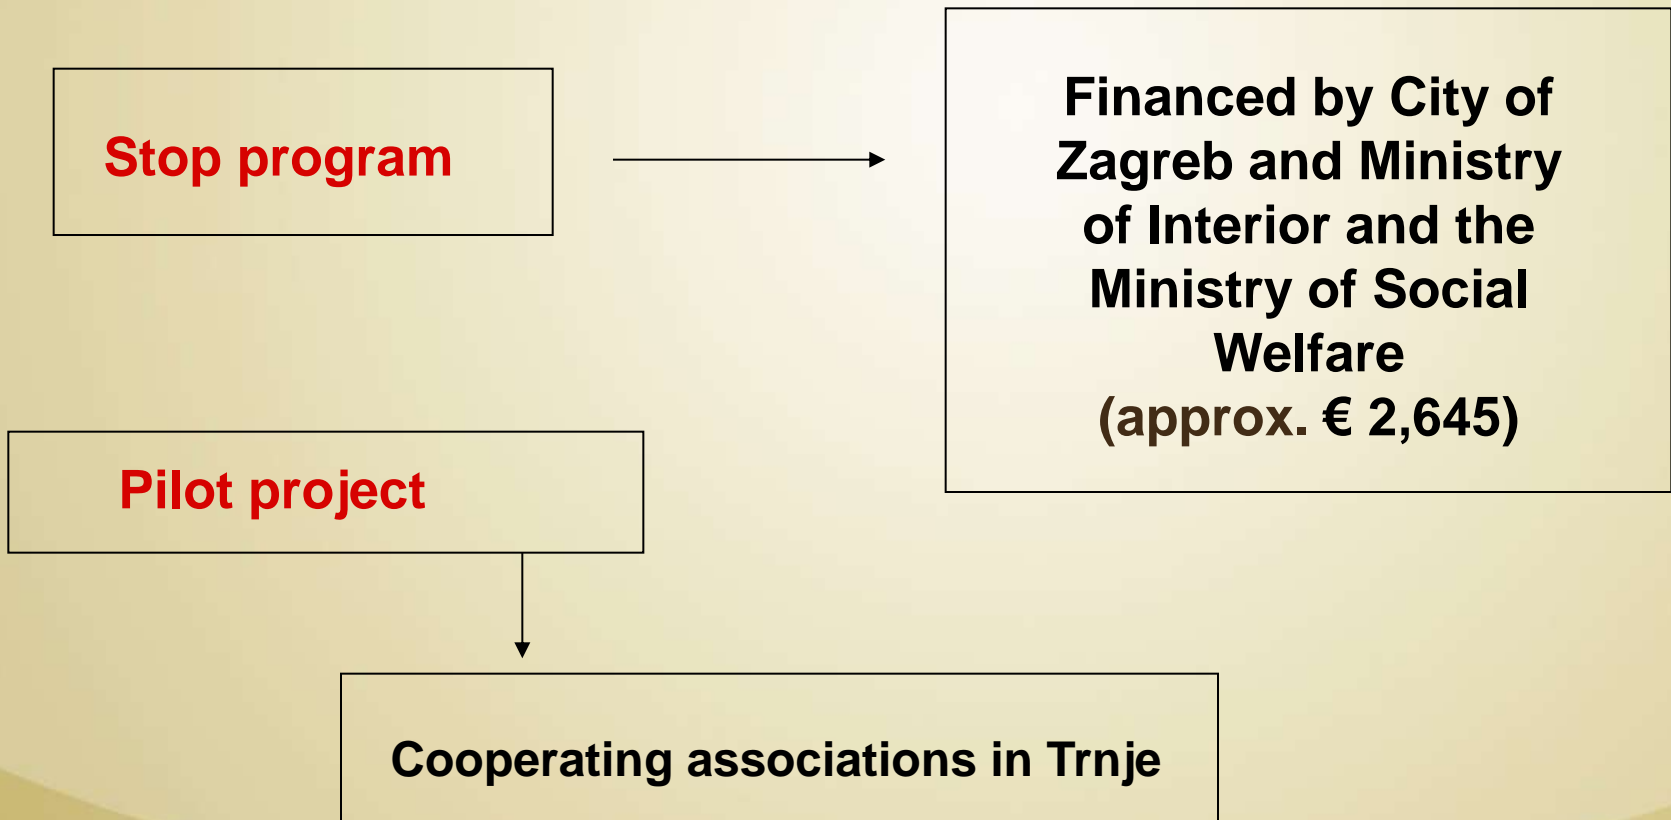 Stop program
Financed by City of
Zagreb and Ministry
of Interior and the
Ministry of Social
Welfare
(approx. € 2,645)
Pilot project
Cooperating associations in Trnje